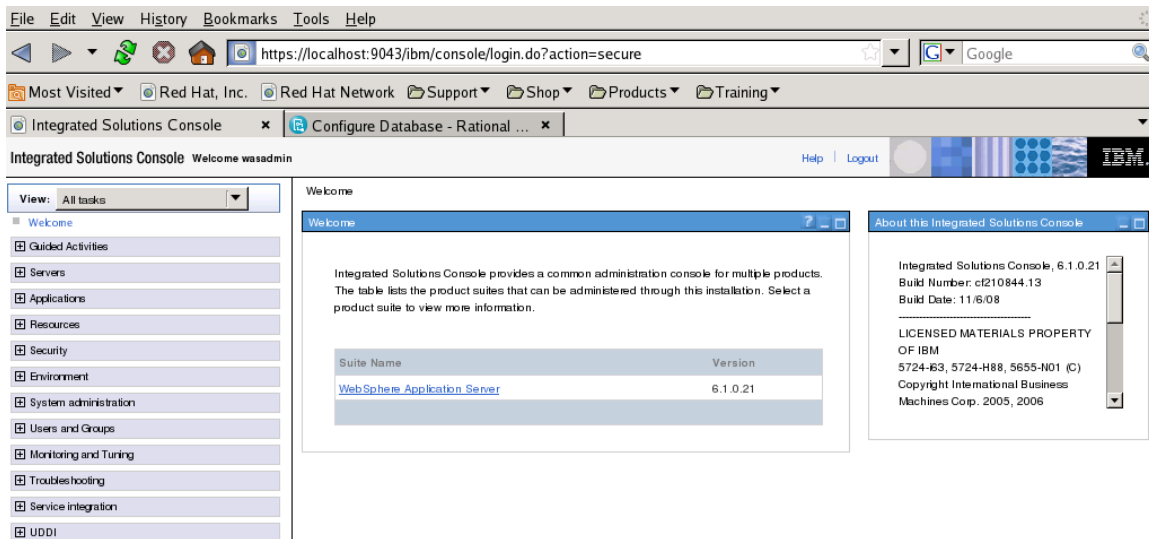 File Edit View History Bookmarks Tools Help
https://localhost:9043/ibm/console/login.do?action=secure
G Google
Most Visited Red Hat, Inc. Red Hat Network Support Shop Products Training
Integrated Solutions Console Configure Database - Rational ...
Integrated Solutions Console Welcome wasadmin Help Logout IBM.
View: All tasks
Welcome
Guided Activities
Servers
Applications
Resources
Security
Environment
System administration
Users and Groups
Monitoring and Tuning
Troubleshooting
Service integration
UDDI
Welcome
Welcome
Integrated Solutions Console provides a common administration console for multiple products.
The table lists the product suites that can be administered through this installation. Select a
product suite to view more information.
Suite Name Version
WebSphere Application Server 6.1.0.21
About this Integrated Solutions Console
Integrated Solutions Console, 6.1.0.21
Build Number: cf210844.13
Build Date: 11/6/08
----------------------------------------
LICENSED MATERIALS PROPERTY
OF IBM
5724-i63, 5724-H88, 5655-N01 (C)
Copyright International Business
Machines Corp. 2005, 2006